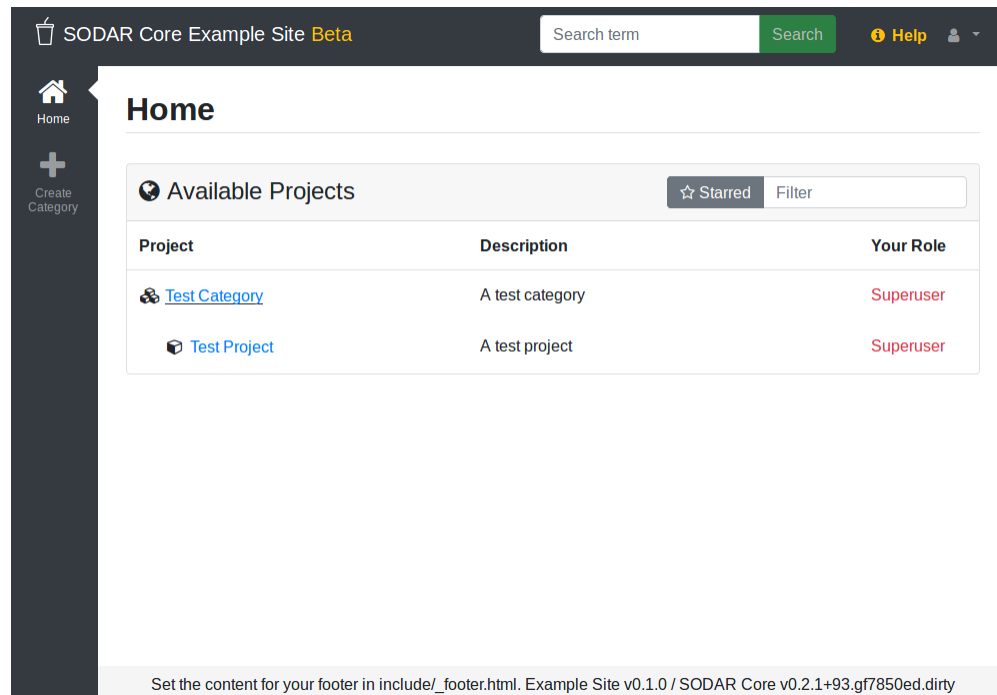 SODAR Core Example Site Beta
Search term
Search
Help
Home
Create
Category
Home
Available Projects
Starred
Filter
Project Description Your Role
Test Category A test category Superuser
Test Project A test project Superuser
Set the content for your footer in include/_footer.html. Example Site v0.1.0 / SODAR Core v0.2.1+93.gf7850ed.dirty